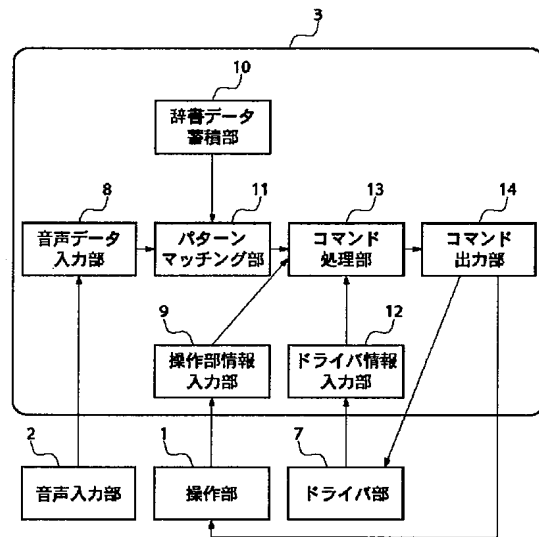 3
10
辞書データ
蓄積部
8
11
13
14
音声データ
入力部
パターン
マッチング部
コマンド
処理部
コマンド
出力部
9
12
操作部情報
入力部
ドライバ情報
入力部
2
1
7
音声入力部
操作部
ドライバ部